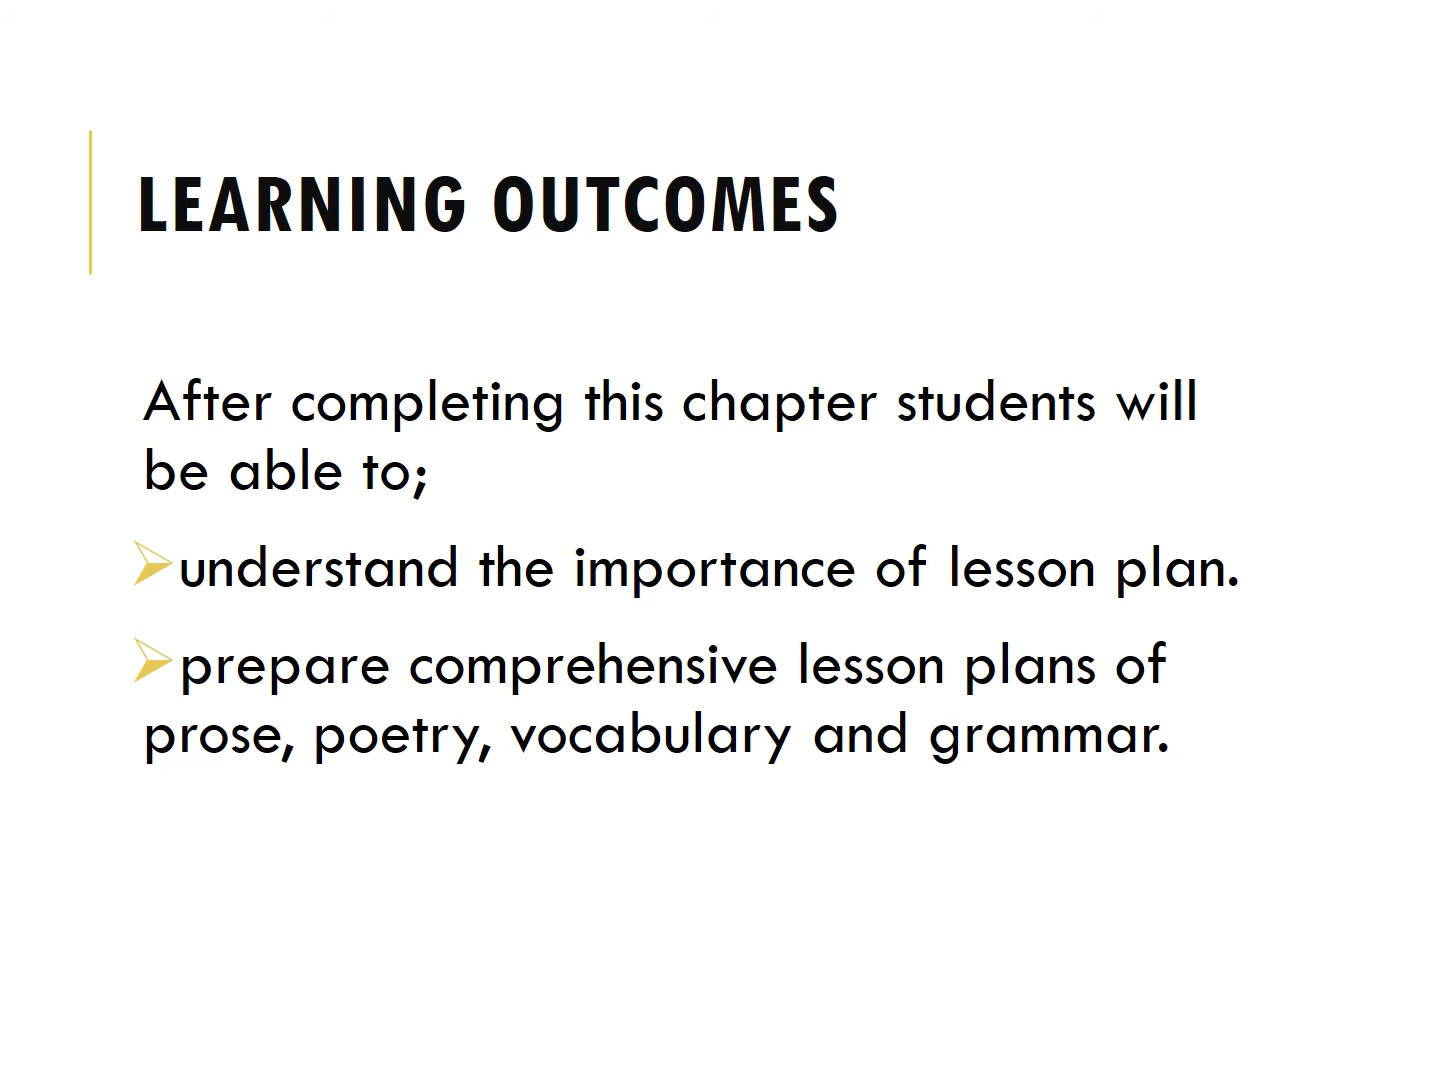 LEARNING OUTCOMES
After completing this chapter students will
be able to;
understand the importance of lesson plan.
prepare comprehensive lesson plans of
prose, poetry, vocabulary and grammar.